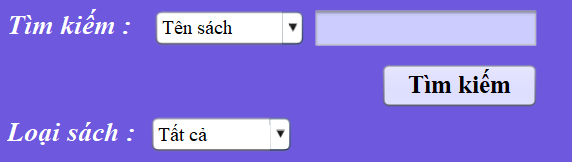 Tìm kiếm : Tên sách
Tìm kiếm
Loại sách : Tất cả